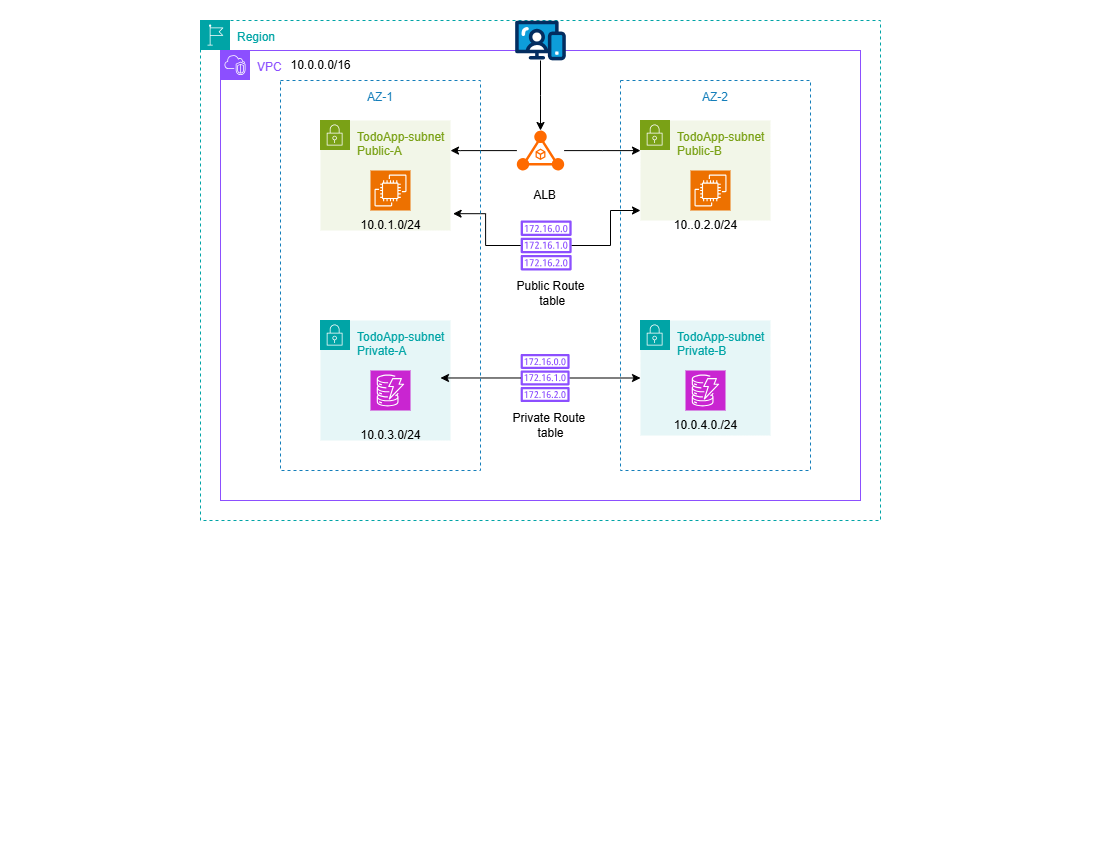 Region
VPC 10.0.0.0/16
AZ-1
AZ-2
TodoApp-subnet
Public-A
10.0.1.0/24
ALB
TodoApp-subnet
Public-B
10..0.2.0/24
172.16.0.0
172.16.1.0
172.16.2.0
Public Route
table
TodoApp-subnet
Private-A
10.0.3.0/24
172.16.0.0
172.16.1.0
172.16.2.0
Private Route
table
TodoApp-subnet
Private-B
10.0.4.0./24